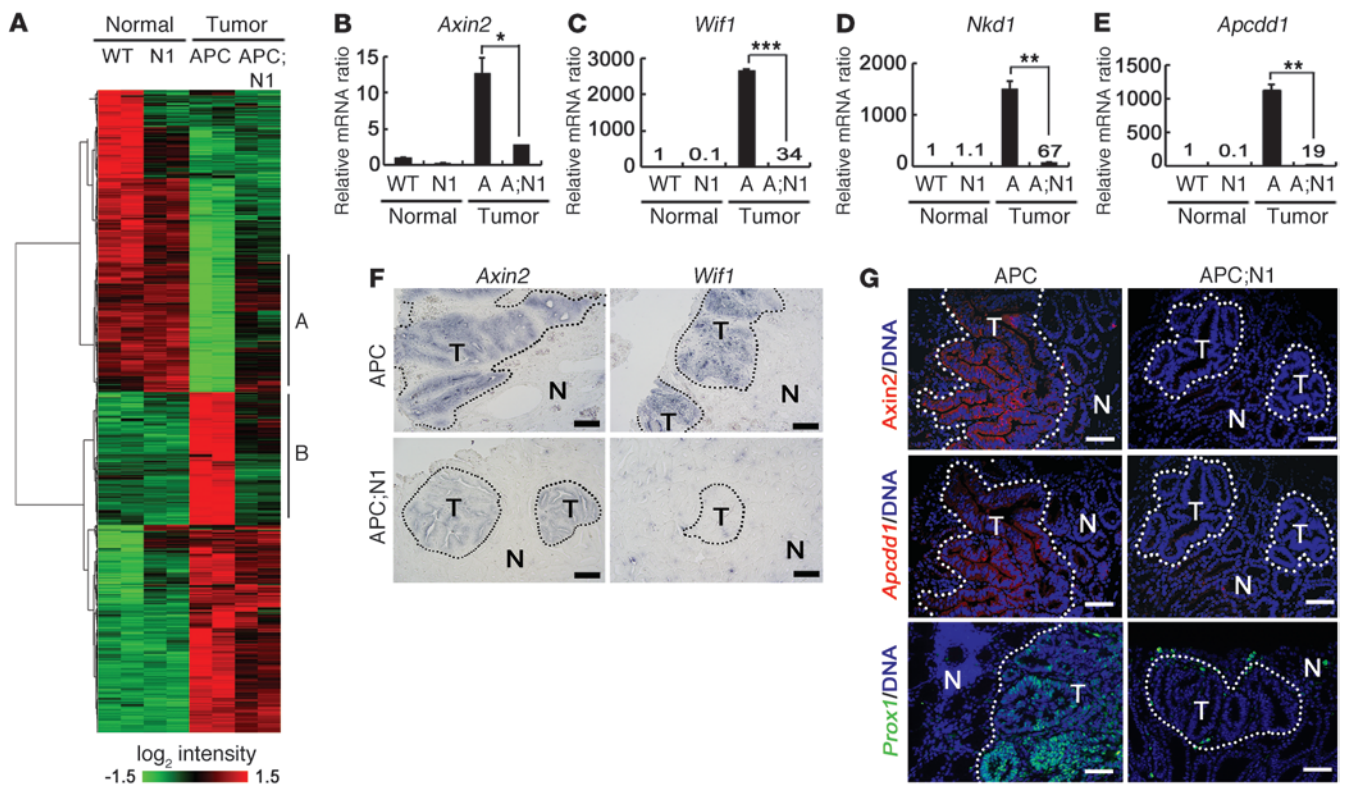 A
Normal Tumor
WT N1 APC APC;
N1
A
B
log2 intensity
-1.5 1.5
B
Axin2
Relative mRNA ratio
15
10
5
0
*
WT N1 A A;N1
Normal Tumor
C
Wif1
Relative mRNA ratio
3000
2000
1000
0
***
1 0.1 34
WT N1 A A;N1
Normal Tumor
D
Nkd1
Relative mRNA ratio
2000
1000
0
**
1 1.1 67
WT N1 A A;N1
Normal Tumor
E
Apcdd1
Relative mRNA ratio
1500
1000
500
0
**
1 0.1 19
WT N1 A A;N1
Normal Tumor
F
Axin2 Wif1
APC
T
N
T
T
N
APC;N1
T
T
N
T
N
G
APC APC;N1
Axin2/DNA
T
N
T
T
N
Apcdd1/DNA
T
N
T
T
N
Prox1/DNA
N
T
T
N